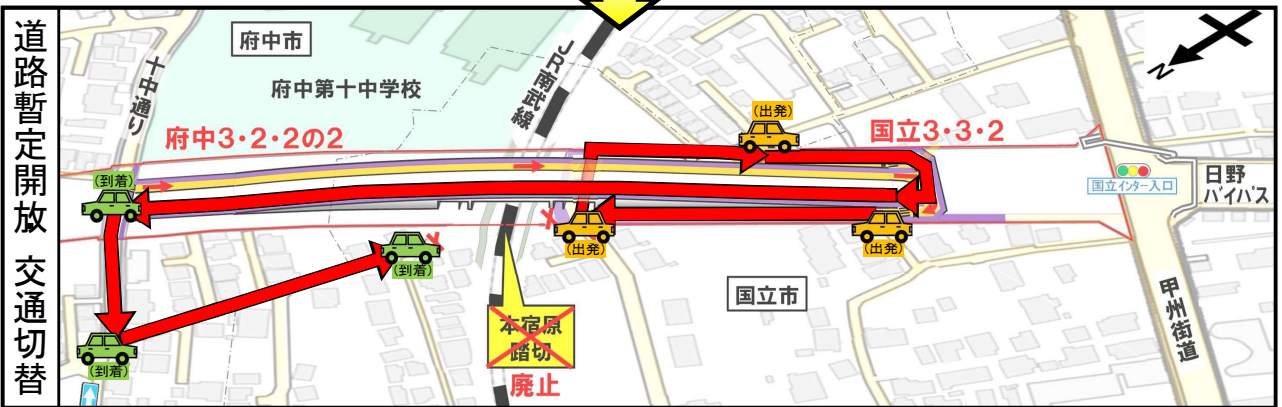 道路暫定開放 交通切替
府中市
十中通り
府中第十中学校
JR南武線
府中3・2・2の2
国立3・3・2
(出発)
(到着)
(到着)
(到着)
(出発)
(出発)
本宿原
踏切
廃止
国立市
国立インター入口
日野
バイパス
甲州街道
N